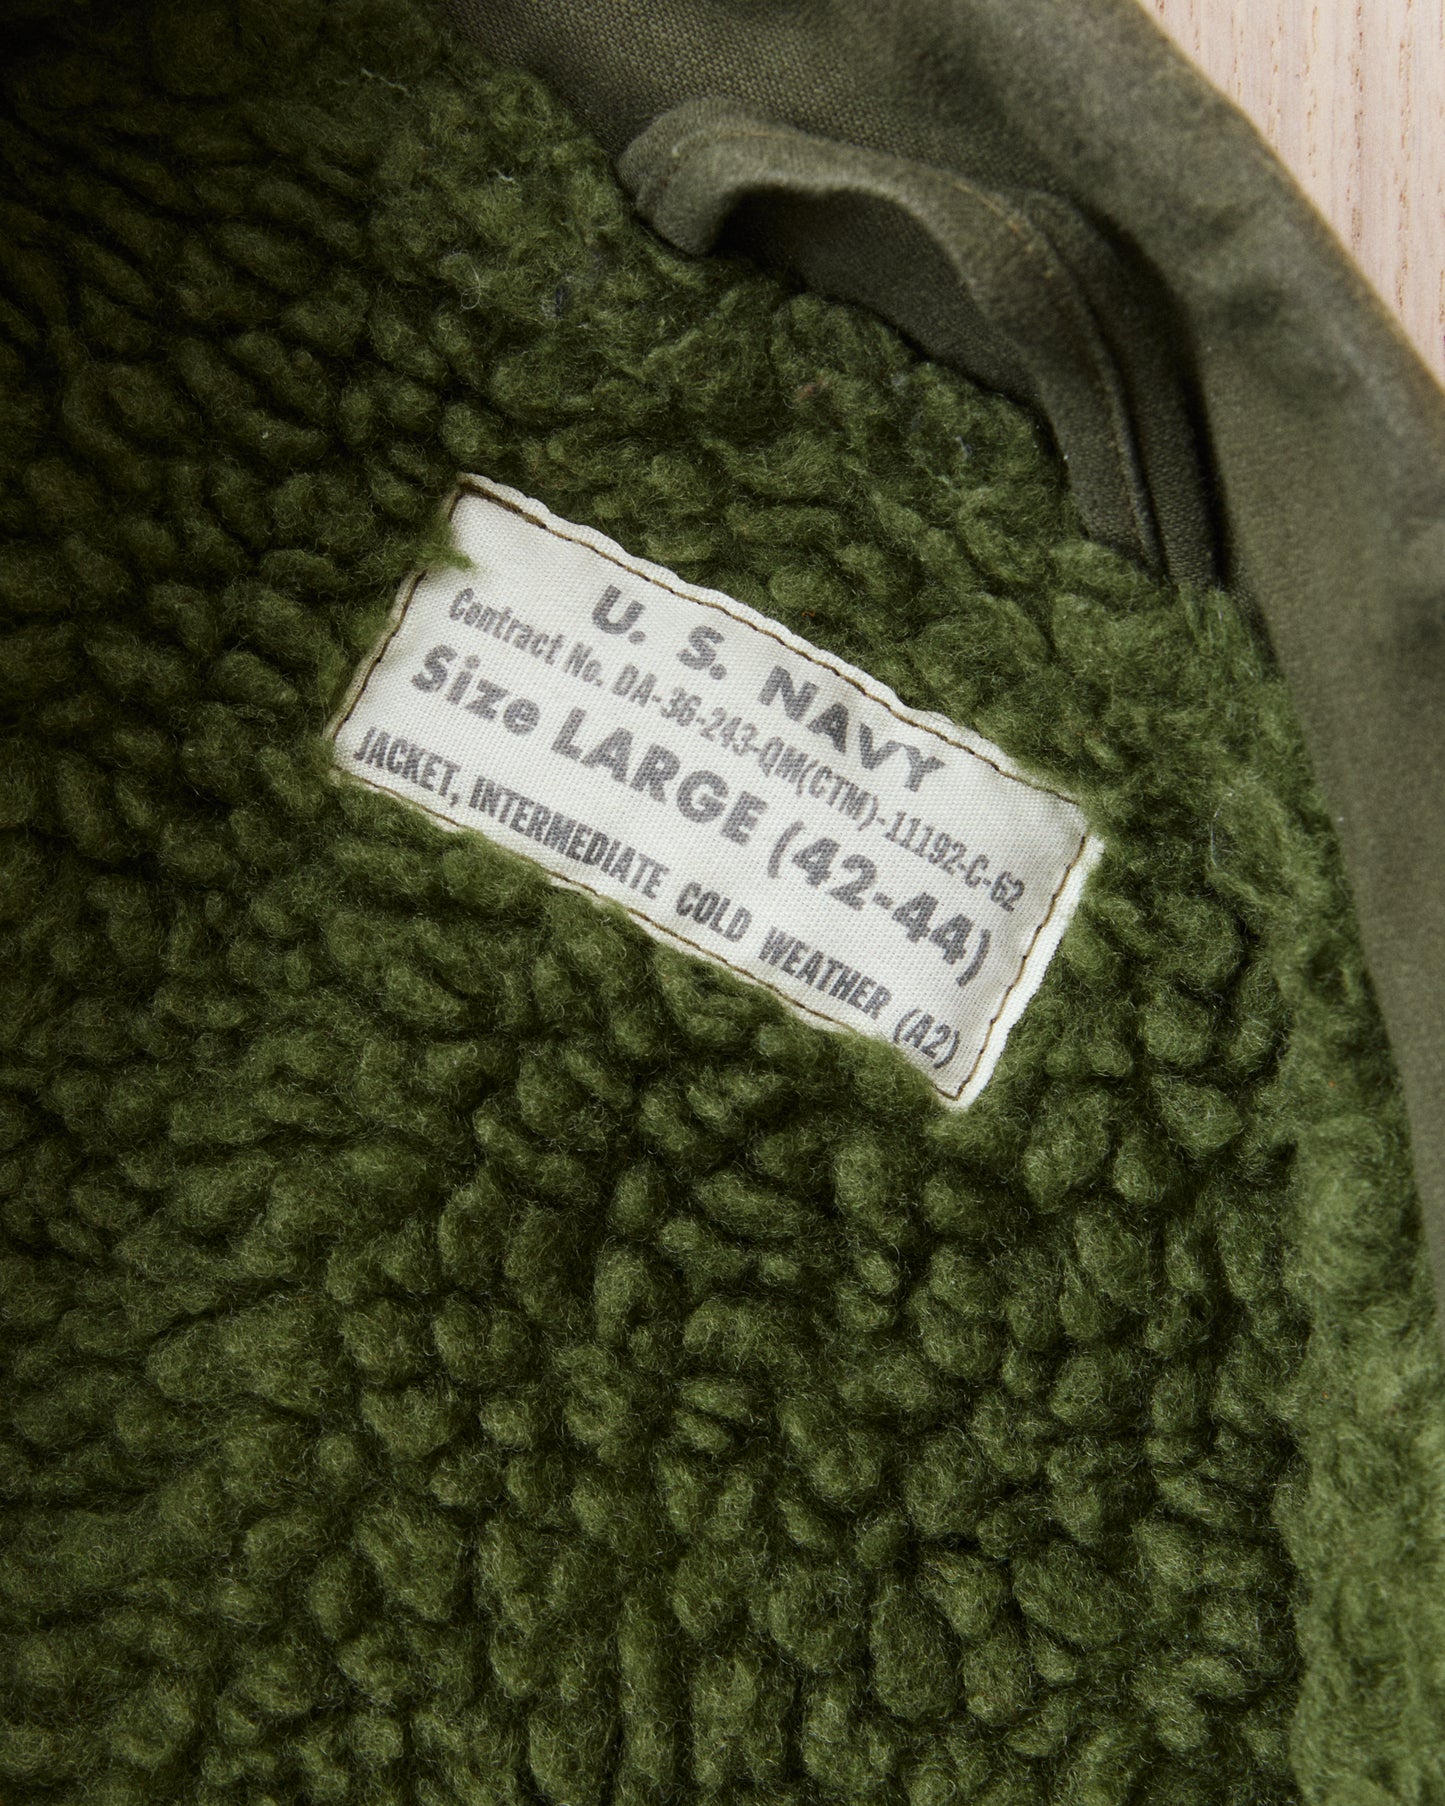 U. S. NAVY
Contract No. DA-36-243-QM(CTM)-11192-C-62
Size LARGE (42-44)
JACKET, INTERMEDIATE COLD WEATHER (A2)